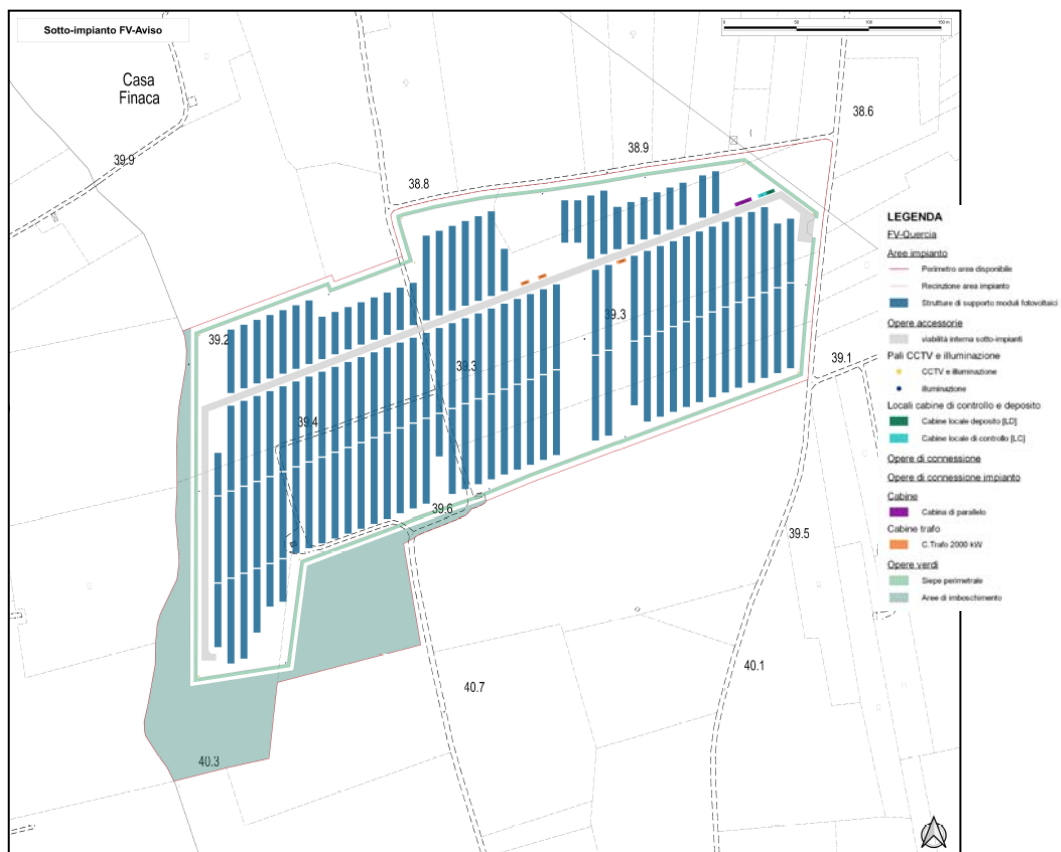 Sotto-impianto FV-Aviso
0 50 100 150 m
Casa
Finaca
38.6
38.9
39.9
38.8
LEGENDA
FV-Quercia
Aree impianto
Perimetro area disponibile
Recinzione area impianto
Strutture di supporto moduli fotovoltaici
Opere accessorie
viabilità interna sotto-impianti
Pali CCTV e illuminazione
CCTV e illuminazione
illuminazione
Locali cabine di controllo e deposito
Cabine locale deposito [LD]
Cabine locale di controllo [LC]
Opere di connessione
Opere di connessione impianto
Cabine
Cabina di parallelo
Cabine trafo
C.Trafo 2000 kW
Opere verdi
Siepe perimetrale
Aree di imboschimento
39.3
39.2
39.1
39.3
39.4
39.6
39.5
40.1
40.7
40.3